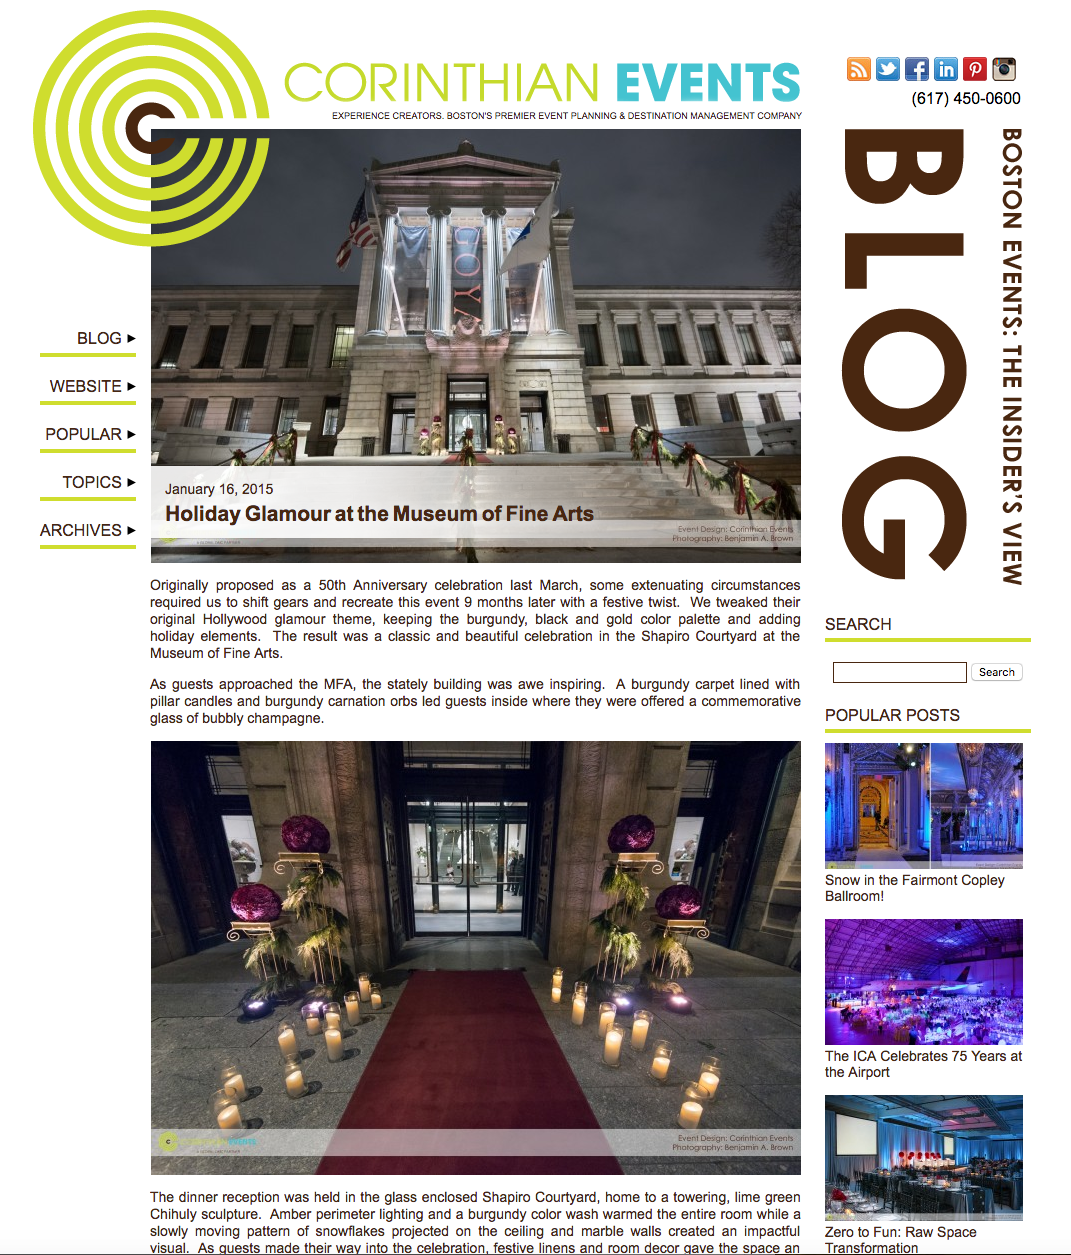 CORINTHIAN EVENTS
EXPERIENCE CREATORS. BOSTON'S PREMIER EVENT PLANNING & DESTINATION MANAGEMENT COMPANY
(617) 450-0600
BLOG
BOSTON EVENTS: THE INSIDER'S VIEW
BLOG
WEBSITE
POPULAR
TOPICS
ARCHIVES
GOYA
January 16, 2015
Holiday Glamour at the Museum of Fine Arts
Event Design: Corinthian Events
Photography: Benjamin A. Brown
Originally proposed as a 50th Anniversary celebration last March, some extenuating circumstances
required us to shift gears and recreate this event 9 months later with a festive twist. We tweaked their
original Hollywood glamour theme, keeping the burgundy, black and gold color palette and adding
holiday elements. The result was a classic and beautiful celebration in the Shapiro Courtyard at the
Museum of Fine Arts.
As guests approached the MFA, the stately building was awe inspiring. A burgundy carpet lined with
pillar candles and burgundy carnation orbs led guests inside where they were offered a commemorative
glass of bubbly champagne.
CORINTHIAN EVENTS
Event Design: Corinthian Events
Photography: Benjamin A. Brown
The dinner reception was held in the glass enclosed Shapiro Courtyard, home to a towering, lime green
Chihuly sculpture. Amber perimeter lighting and a burgundy color wash warmed the entire room while a
slowly moving pattern of snowflakes projected on the ceiling and marble walls created an impactful
visual. As guests made their way into the celebration, festive linens and room decor gave the space an
SEARCH
Search
POPULAR POSTS
Snow in the Fairmont Copley
Ballroom!
The ICA Celebrates 75 Years at
the Airport
Zero to Fun: Raw Space
Transformation